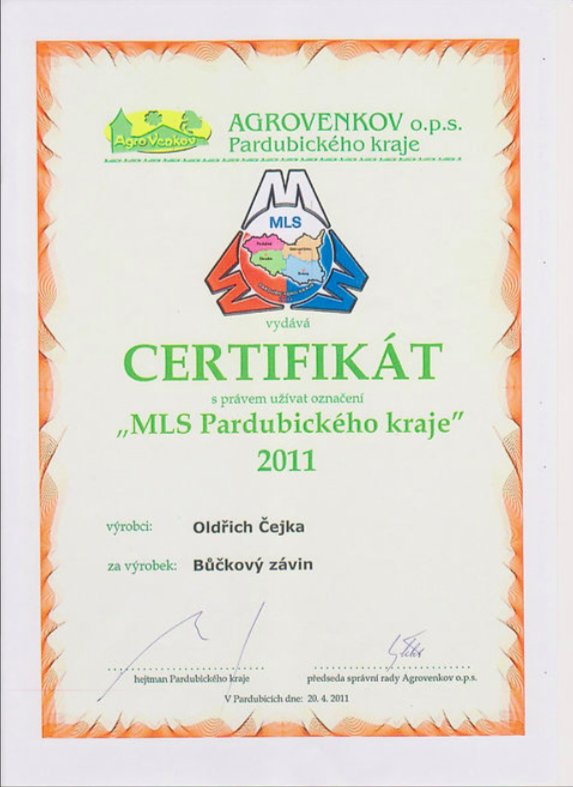 AgroVenkov
AGROVENKOV o.p.s.
Pardubického kraje
MLS
vydává
CERTIFIKÁT
s právem užívat označení
„MLS Pardubického kraje”
2011
výrobci: Oldřich Čejka
za výrobek: Bůčkový závin
hejtman Pardubického kraje
předseda správní rady Agrovenkov o.p.s.
V Pardubicích dne: 20. 4. 2011